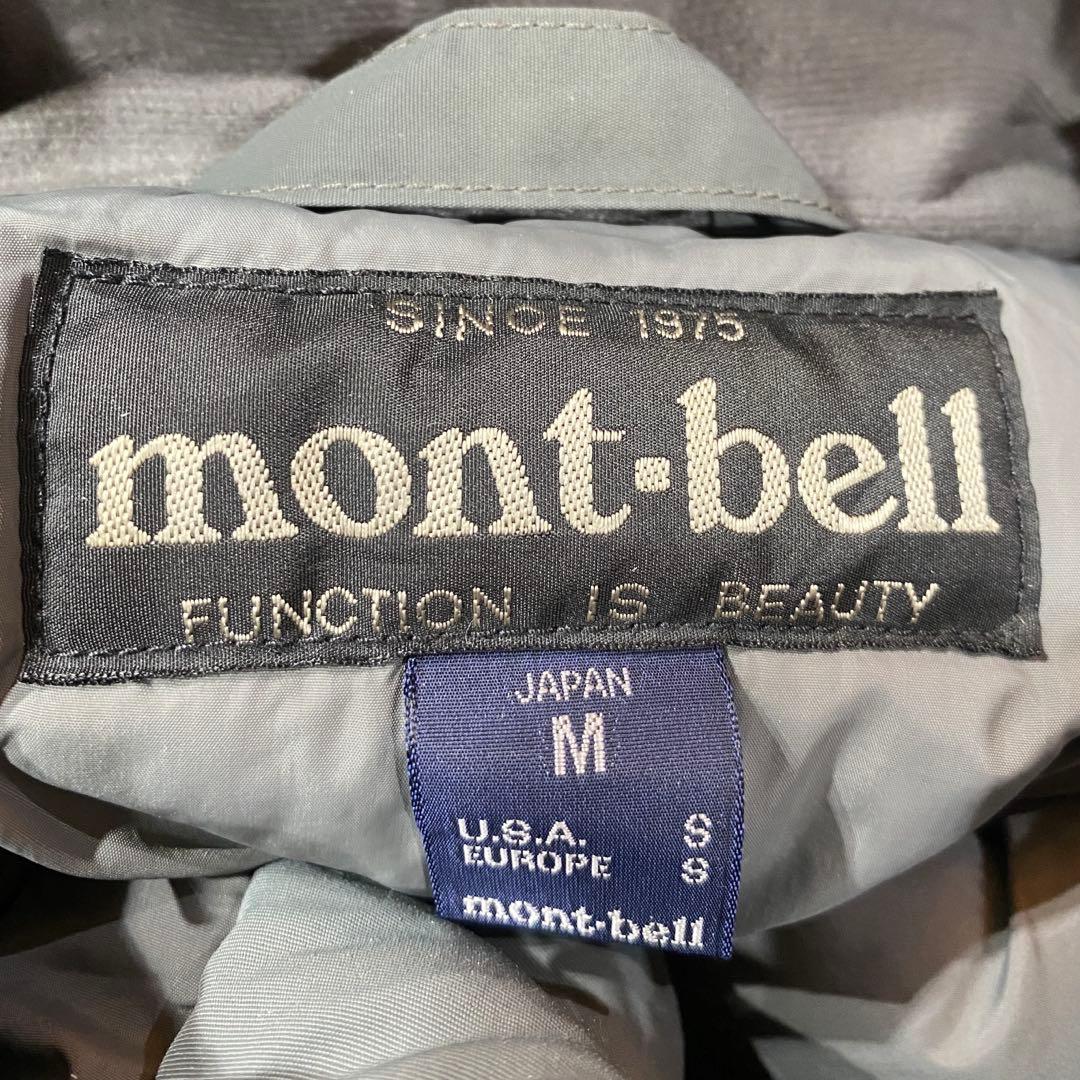 SINCE 1975
mont-bell
FUNCTION IS BEAUTY
JAPAN
M
U.S.A. S
EUROPE S
mont-bell